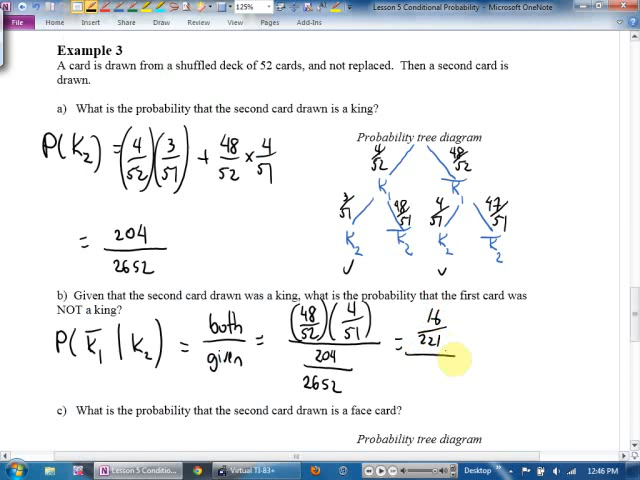 Lesson 5 Conditional Probability - Microsoft OneNote
125%
File Home Insert Share Draw Review View Add-Ins
Example 3
A card is drawn from a shuffled deck of 52 cards, and not replaced. Then a second card is
drawn.
a) What is the probability that the second card drawn is a king?
P(K₂) = (4/52)(3/51) + 48/52 × 4/51
= 204/2652
Probability tree diagram
4/52 48/52
K₁ K̅₁
3/51 48/51 4/51 47/51
K₂ K̅₂ K₂ K̅₂
✓ ✓
b) Given that the second card drawn was a king, what is the probability that the first card was
NOT a king?
P(K̅₁ | K₂) = both/given = (48/52)(4/51) / (204/2652) = 16/221
c) What is the probability that the second card drawn is a face card?
Probability tree diagram
Lesson 5 Conditio... Virtual TI-83+ Desktop 12:46 PM